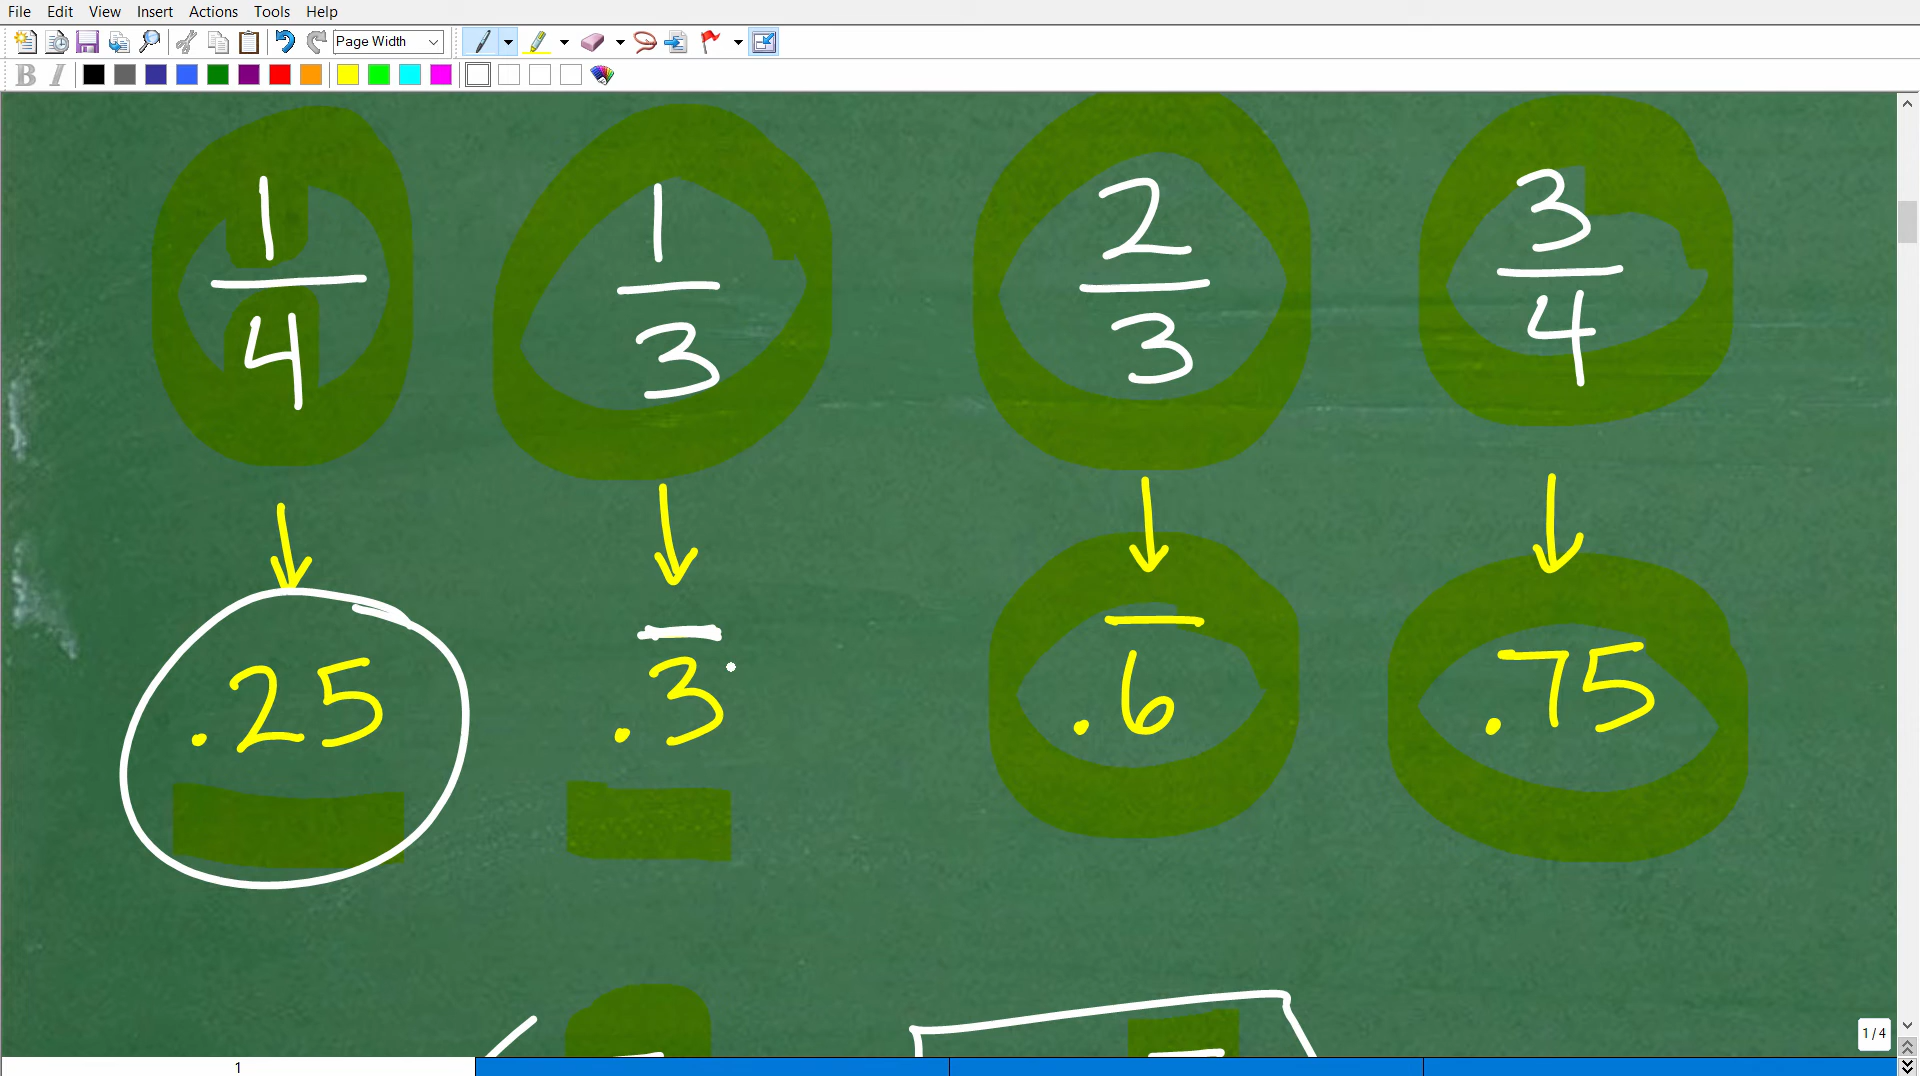 File Edit View Insert Actions Tools Help
Page Width
B I
1/4 1/3 2/3 3/4
.25 .3̅ .6̅ .75
1 / 4
1